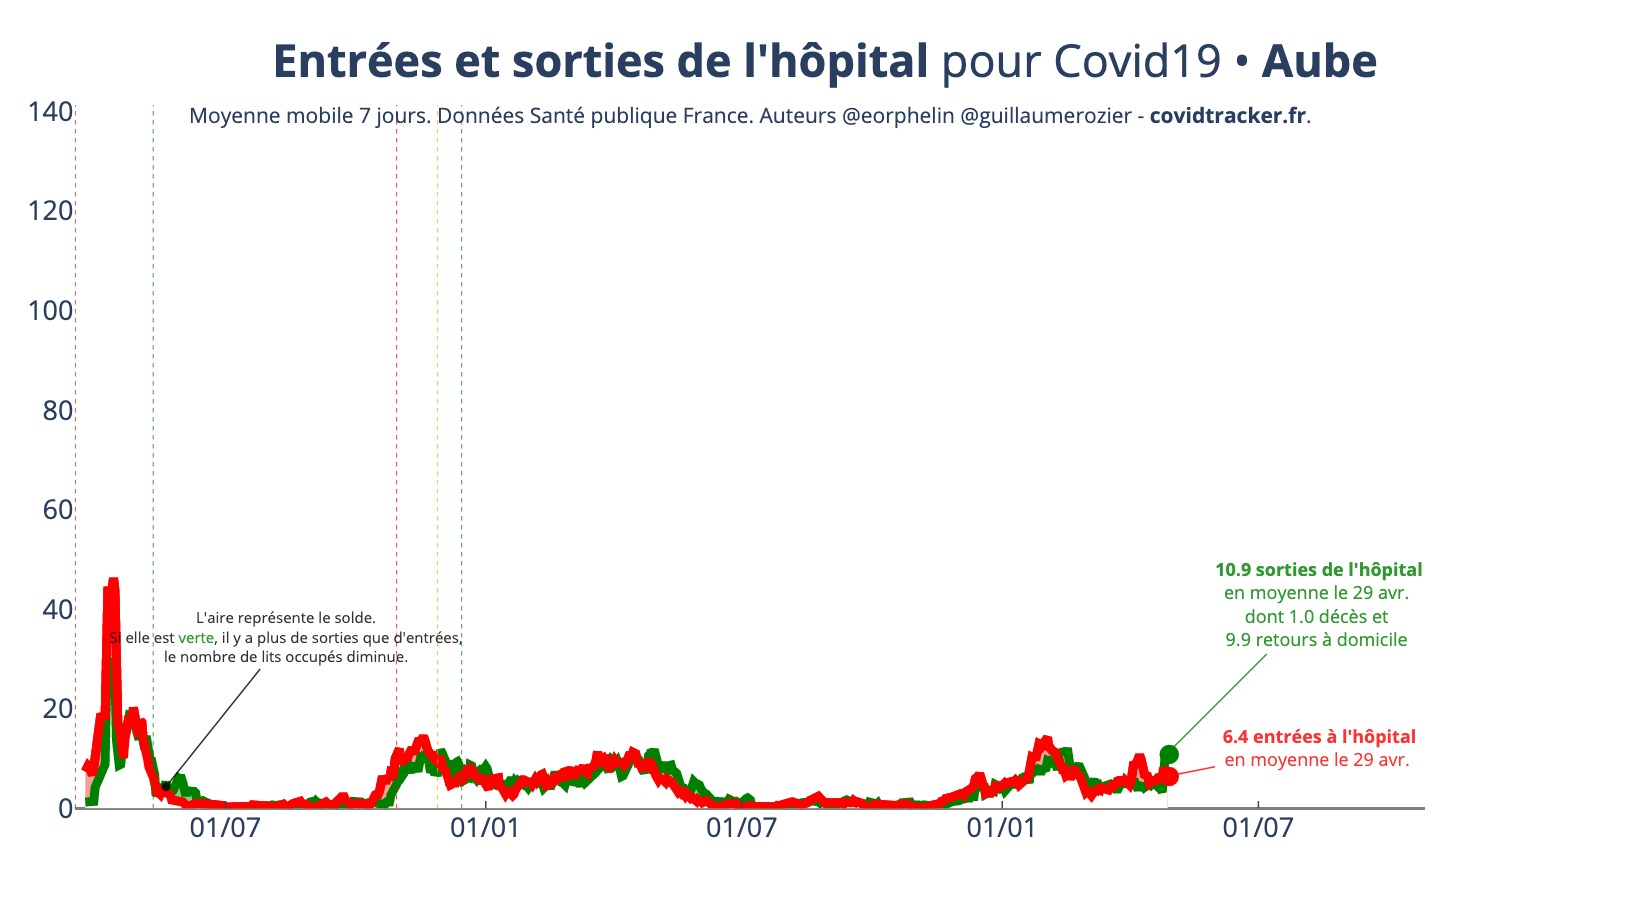 Entrées et sorties de l'hôpital pour Covid19 • Aube
Moyenne mobile 7 jours. Données Santé publique France. Auteurs @eorphelin @guillaumerozier - covidtracker.fr.
140
120
100
80
60
40
20
0
L'aire représente le solde.
Si elle est verte, il y a plus de sorties que d'entrées,
le nombre de lits occupés diminue.
10.9 sorties de l'hôpital
en moyenne le 29 avr.
dont 1.0 décès et
9.9 retours à domicile
6.4 entrées à l'hôpital
en moyenne le 29 avr.
01/07
01/01
01/07
01/01
01/07